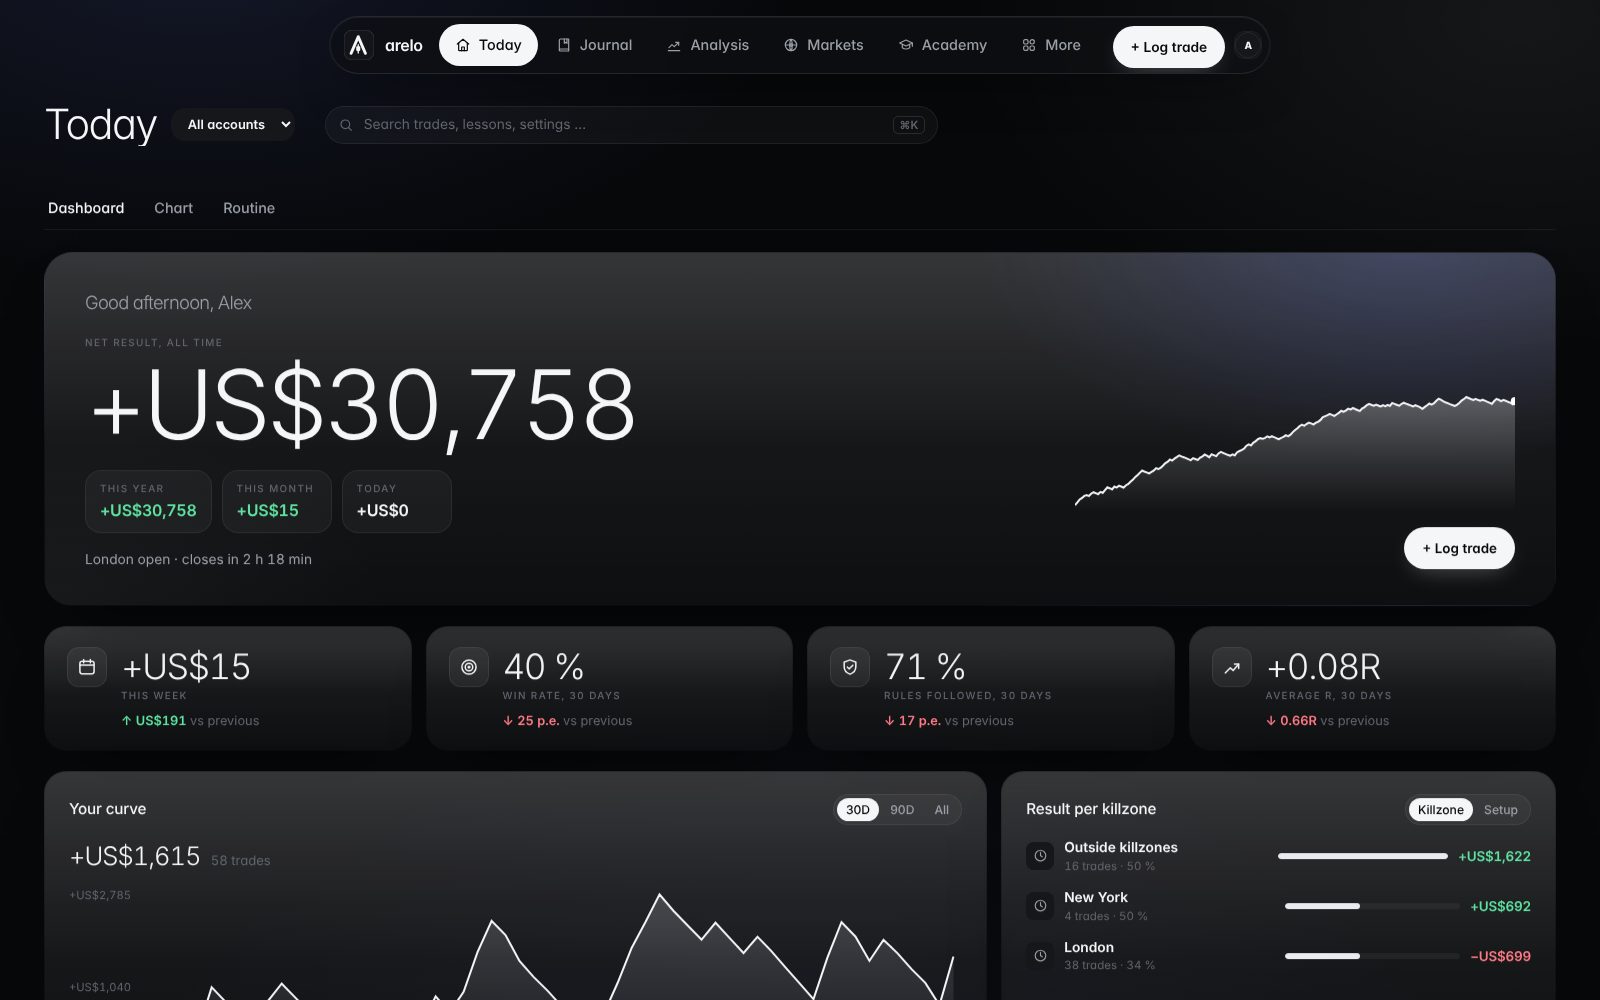 arelo
Today
Journal
Analysis
Markets
Academy
More
+ Log trade
A
Today
All accounts
Search trades, lessons, settings ...
⌘K
Dashboard
Chart
Routine
Good afternoon, Alex
NET RESULT, ALL TIME
+US$30,758
THIS YEAR
+US$30,758
THIS MONTH
+US$15
TODAY
+US$0
London open · closes in 2 h 18 min
+ Log trade
+US$15
THIS WEEK
↑ US$191 vs previous
40 %
WIN RATE, 30 DAYS
↓ 25 p.e. vs previous
71 %
RULES FOLLOWED, 30 DAYS
↓ 17 p.e. vs previous
+0.08R
AVERAGE R, 30 DAYS
↓ 0.66R vs previous
Your curve
30D
90D
All
+US$1,615 58 trades
+US$2,785
+US$1,040
Result per killzone
Killzone
Setup
Outside killzones
16 trades · 50 %
+US$1,622
New York
4 trades · 50 %
+US$692
London
38 trades · 34 %
−US$699